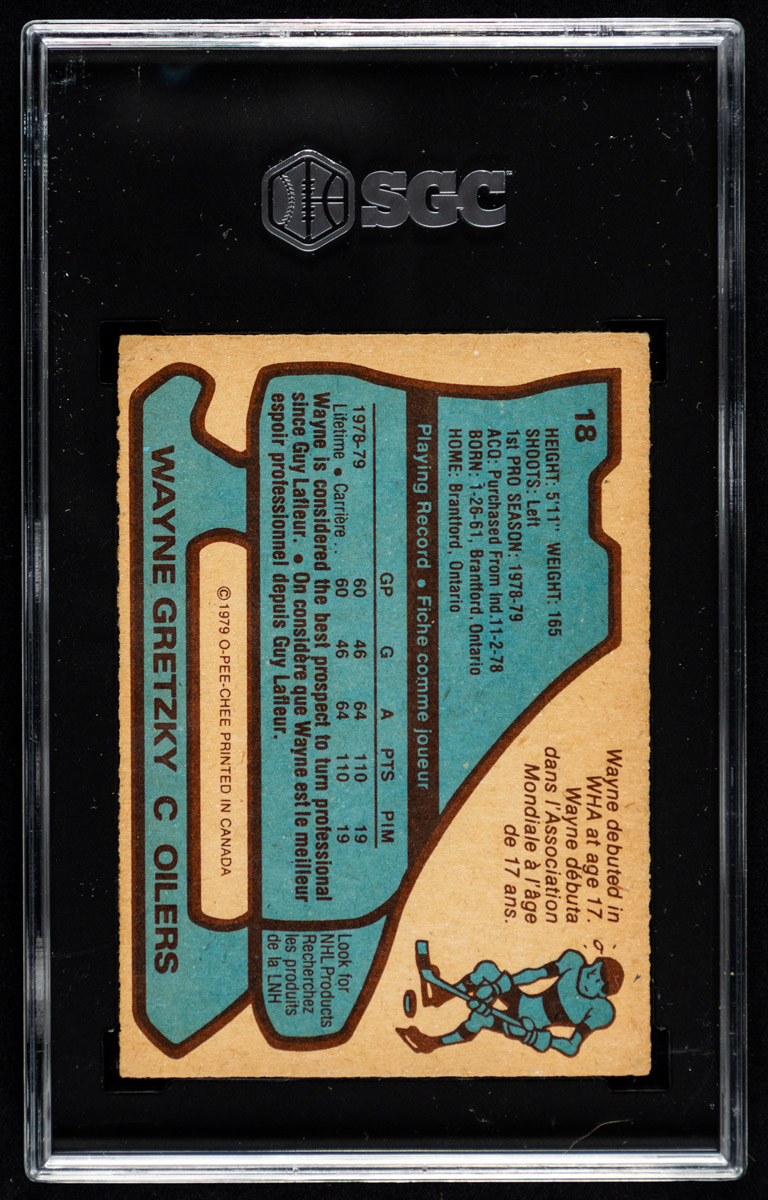 SGC
18
HEIGHT: 5'11" WEIGHT: 165
SHOOTS: Left
1st PRO SEASON: 1978-79
ACQ: Purchased From Ind. 11-2-78
BORN: 1-26-61, Brantford, Ontario
HOME: Brantford, Ontario
Wayne debuted in
WHA at age 17.
Wayne débuta
dans l'Association
Mondiale à l'âge
de 17 ans.
Playing Record • Fiche comme joueur
GP G A PTS PIM
1978-79 60 46 64 110 19
Lifetime • Carrière . . 60 46 64 110 19
Wayne is considered the best prospect to turn professional
since Guy Lafleur. • On considère que Wayne est le meilleur
espoir professionnel depuis Guy Lafleur.
Look for
NHL Products
Recherchez
les produits
de la LNH
© 1979 O-PEE-CHEE PRINTED IN CANADA
WAYNE GRETZKY C OILERS